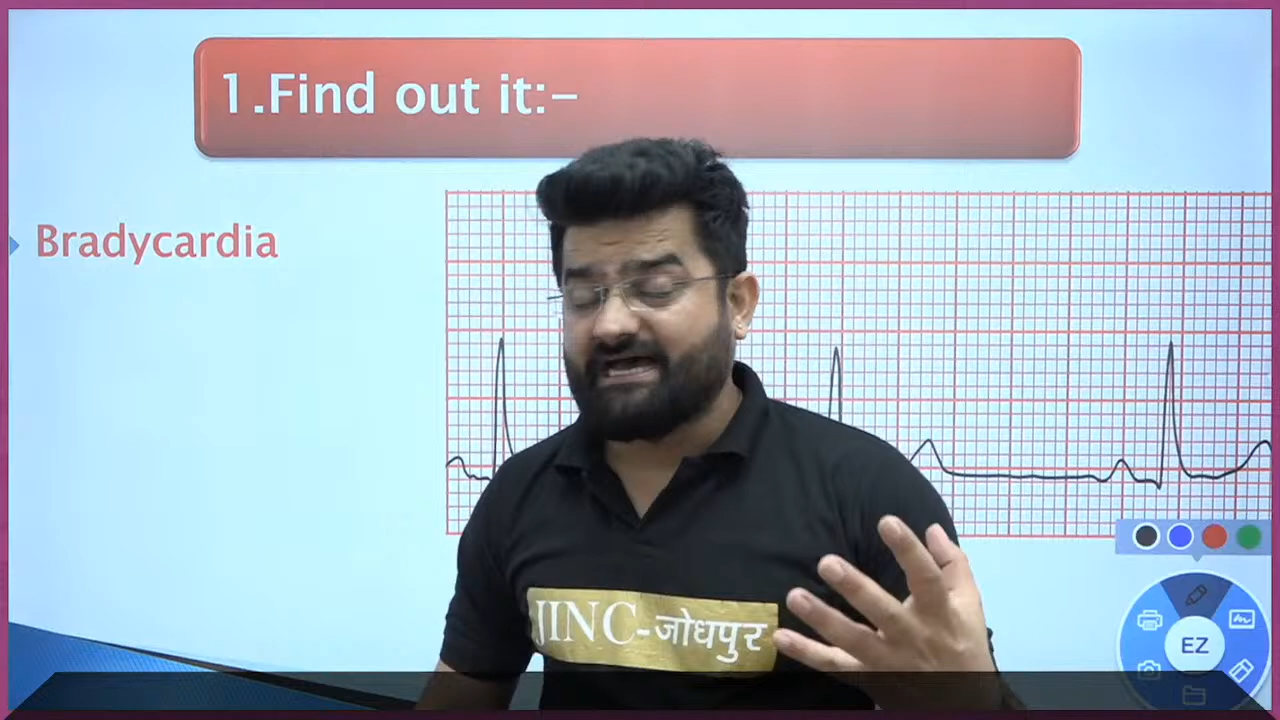 1.Find out it:-
Bradycardia
JINC-जोधपुर
EZ